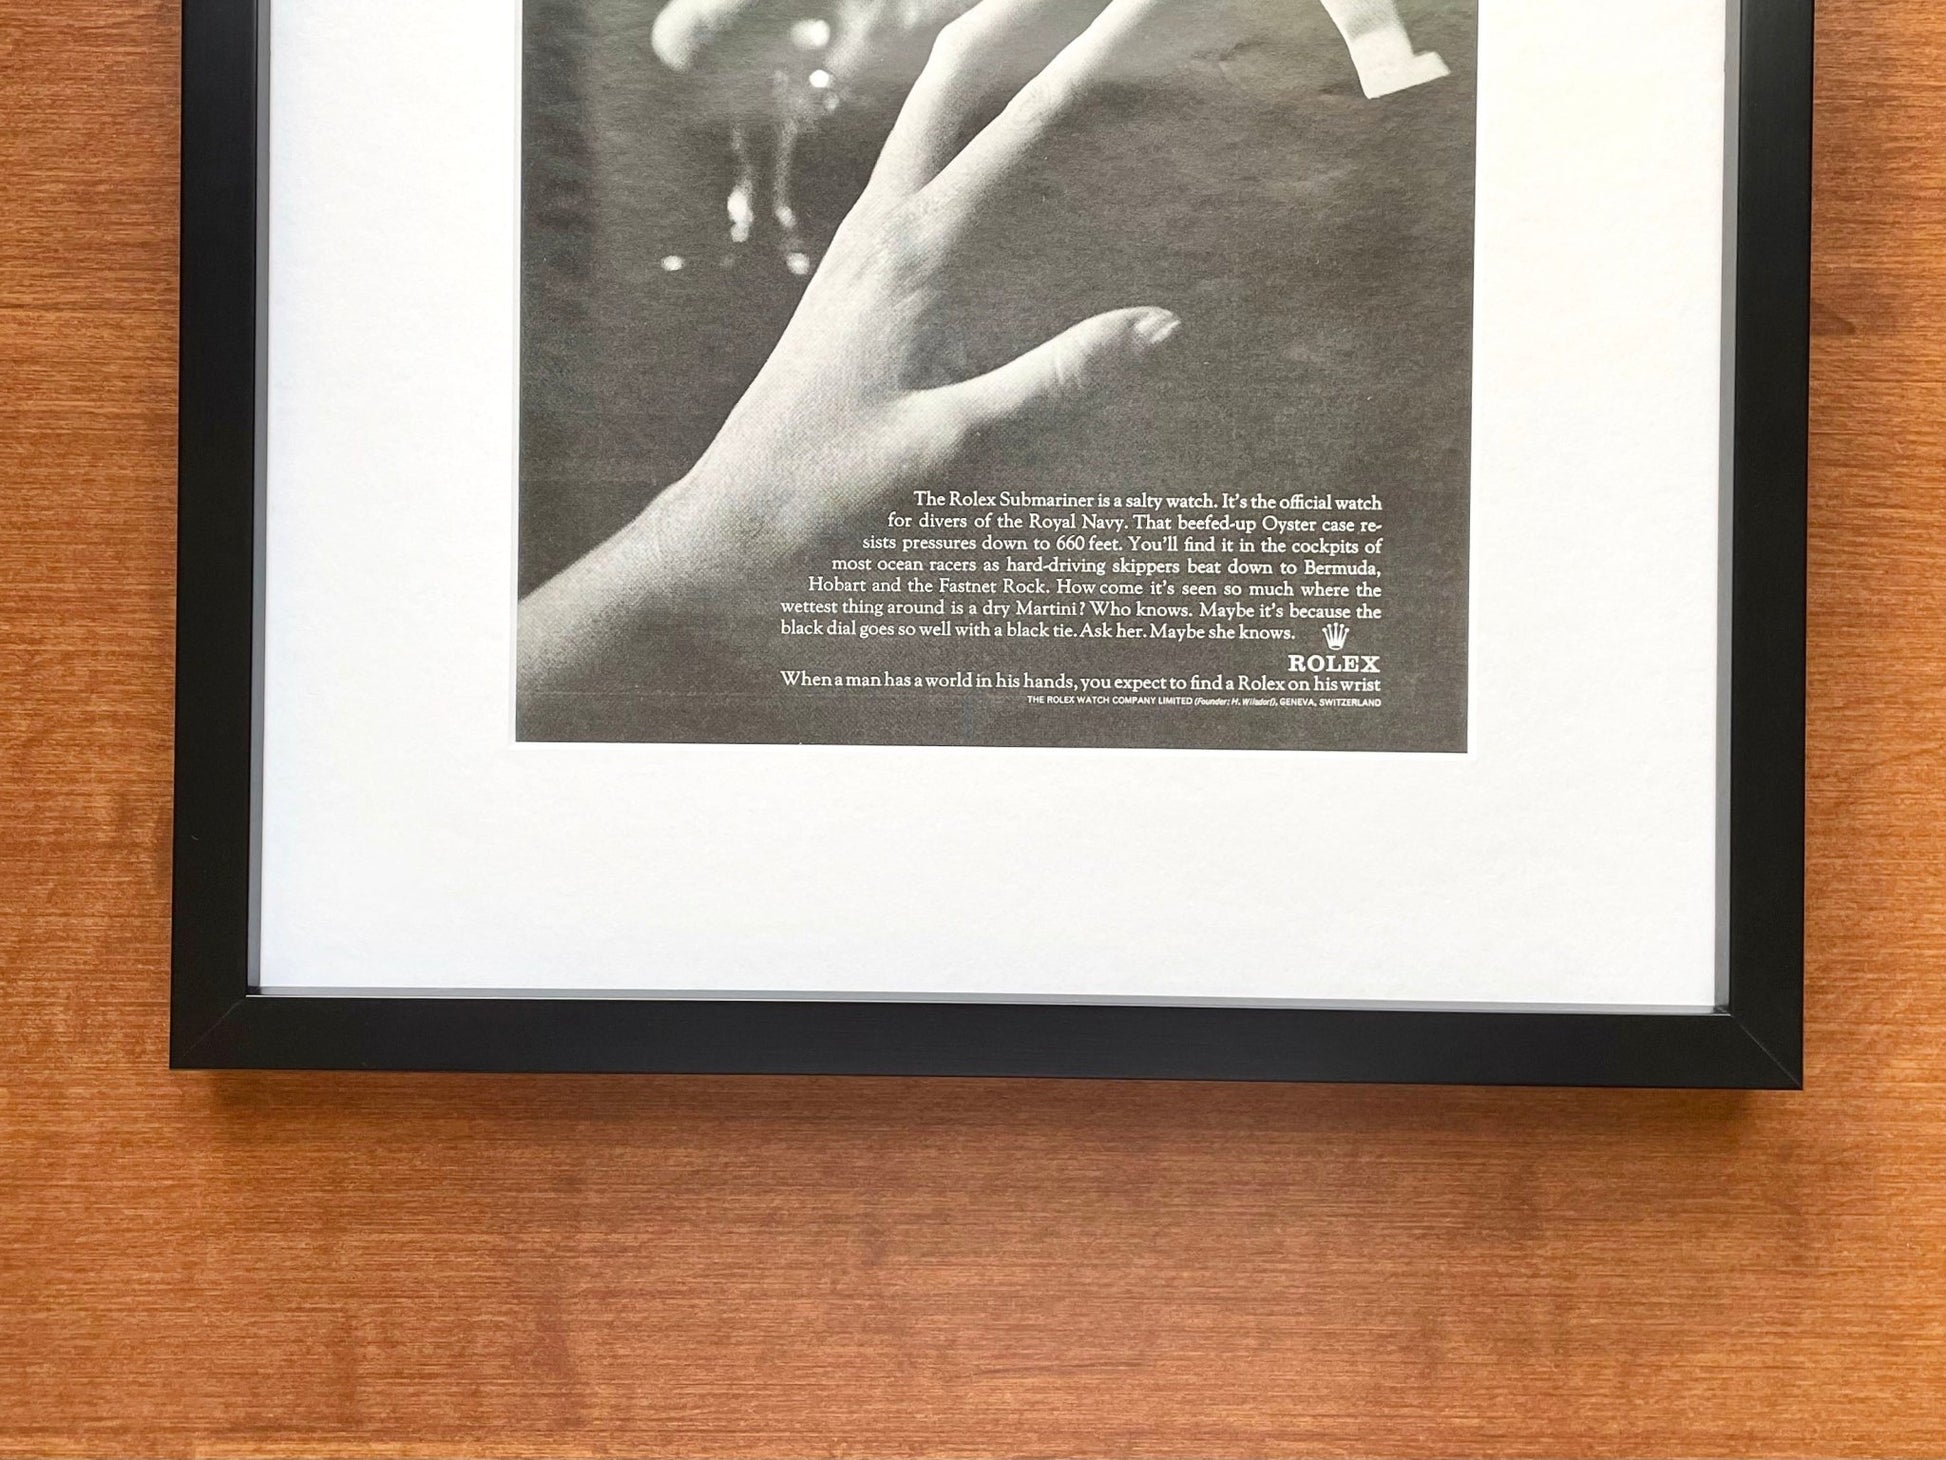 The Rolex Submariner is a salty watch. It's the official watch
for divers of the Royal Navy. That beefed-up Oyster case re-
sists pressures down to 660 feet. You'll find it in the cockpits of
most ocean racers as hard-driving skippers beat down to Bermuda,
Hobart and the Fastnet Rock. How come it's seen so much where the
wettest thing around is a dry Martini? Who knows. Maybe it's because the
black dial goes so well with a black tie. Ask her. Maybe she knows.
ROLEX
When a man has a world in his hands, you expect to find a Rolex on his wrist
THE ROLEX WATCH COMPANY LIMITED (Founder: H. Wilsdorf), GENEVA, SWITZERLAND